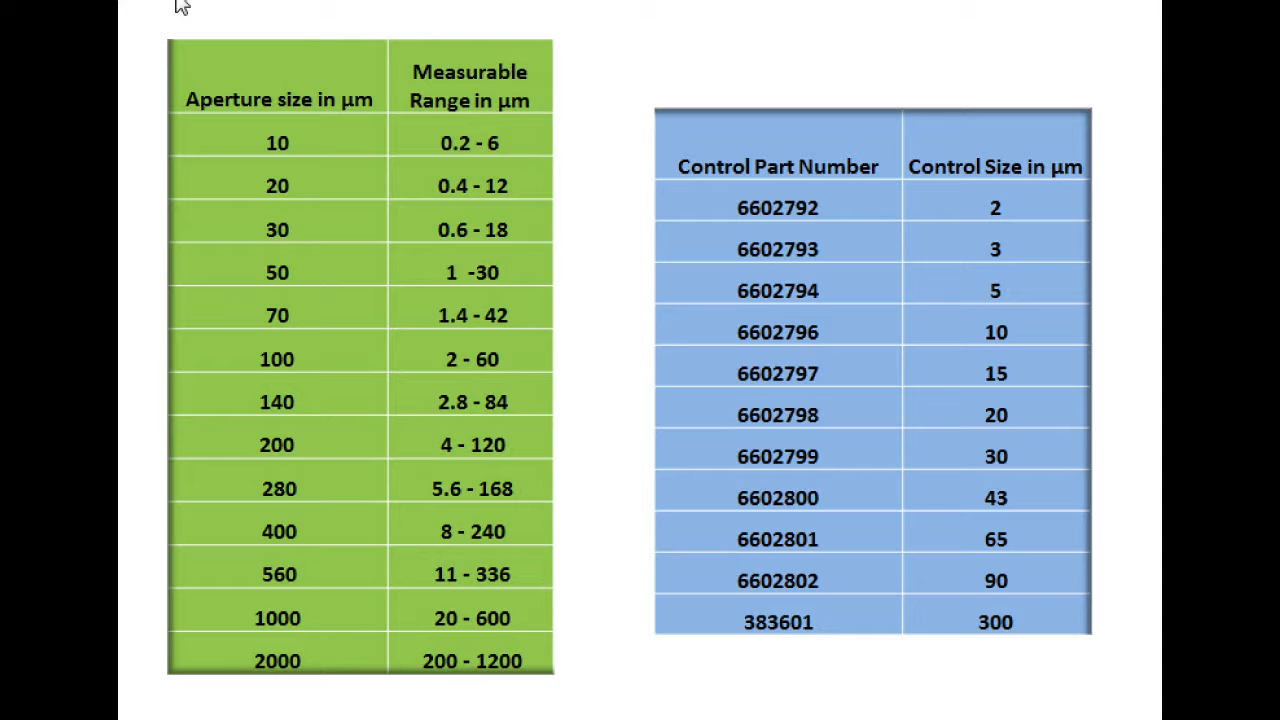 Aperture size in µm Measurable Range in µm
10 0.2 - 6
20 0.4 - 12
30 0.6 - 18
50 1 -30
70 1.4 - 42
100 2 - 60
140 2.8 - 84
200 4 - 120
280 5.6 - 168
400 8 - 240
560 11 - 336
1000 20 - 600
2000 200 - 1200
Control Part Number Control Size in µm
6602792 2
6602793 3
6602794 5
6602796 10
6602797 15
6602798 20
6602799 30
6602800 43
6602801 65
6602802 90
383601 300